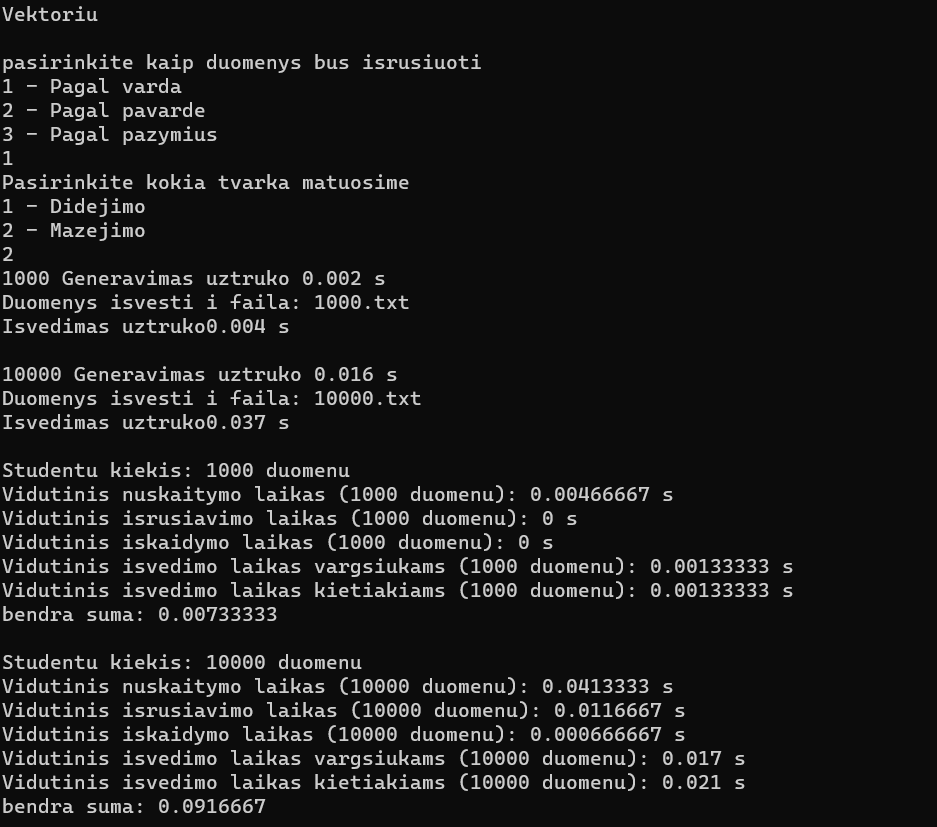 Vektoriu
pasirinkite kaip duomenys bus isrusiuoti
1 - Pagal varda
2 - Pagal pavarde
3 - Pagal pazymius
1
Pasirinkite kokia tvarka matuosime
1 - Didejimo
2 - Mazejimo
2
1000 Generavimas uztruko 0.002 s
Duomenys isvesti i faila: 1000.txt
Isvedimas uztruko0.004 s
10000 Generavimas uztruko 0.016 s
Duomenys isvesti i faila: 10000.txt
Isvedimas uztruko0.037 s
Studentu kiekis: 1000 duomenu
Vidutinis nuskaitymo laikas (1000 duomenu): 0.00466667 s
Vidutinis isrusiavimo laikas (1000 duomenu): 0 s
Vidutinis iskaidymo laikas (1000 duomenu): 0 s
Vidutinis isvedimo laikas vargsiukams (1000 duomenu): 0.00133333 s
Vidutinis isvedimo laikas kietiakiams (1000 duomenu): 0.00133333 s
bendra suma: 0.00733333
Studentu kiekis: 10000 duomenu
Vidutinis nuskaitymo laikas (10000 duomenu): 0.0413333 s
Vidutinis isrusiavimo laikas (10000 duomenu): 0.0116667 s
Vidutinis iskaidymo laikas (10000 duomenu): 0.000666667 s
Vidutinis isvedimo laikas vargsiukams (10000 duomenu): 0.017 s
Vidutinis isvedimo laikas kietiakiams (10000 duomenu): 0.021 s
bendra suma: 0.0916667